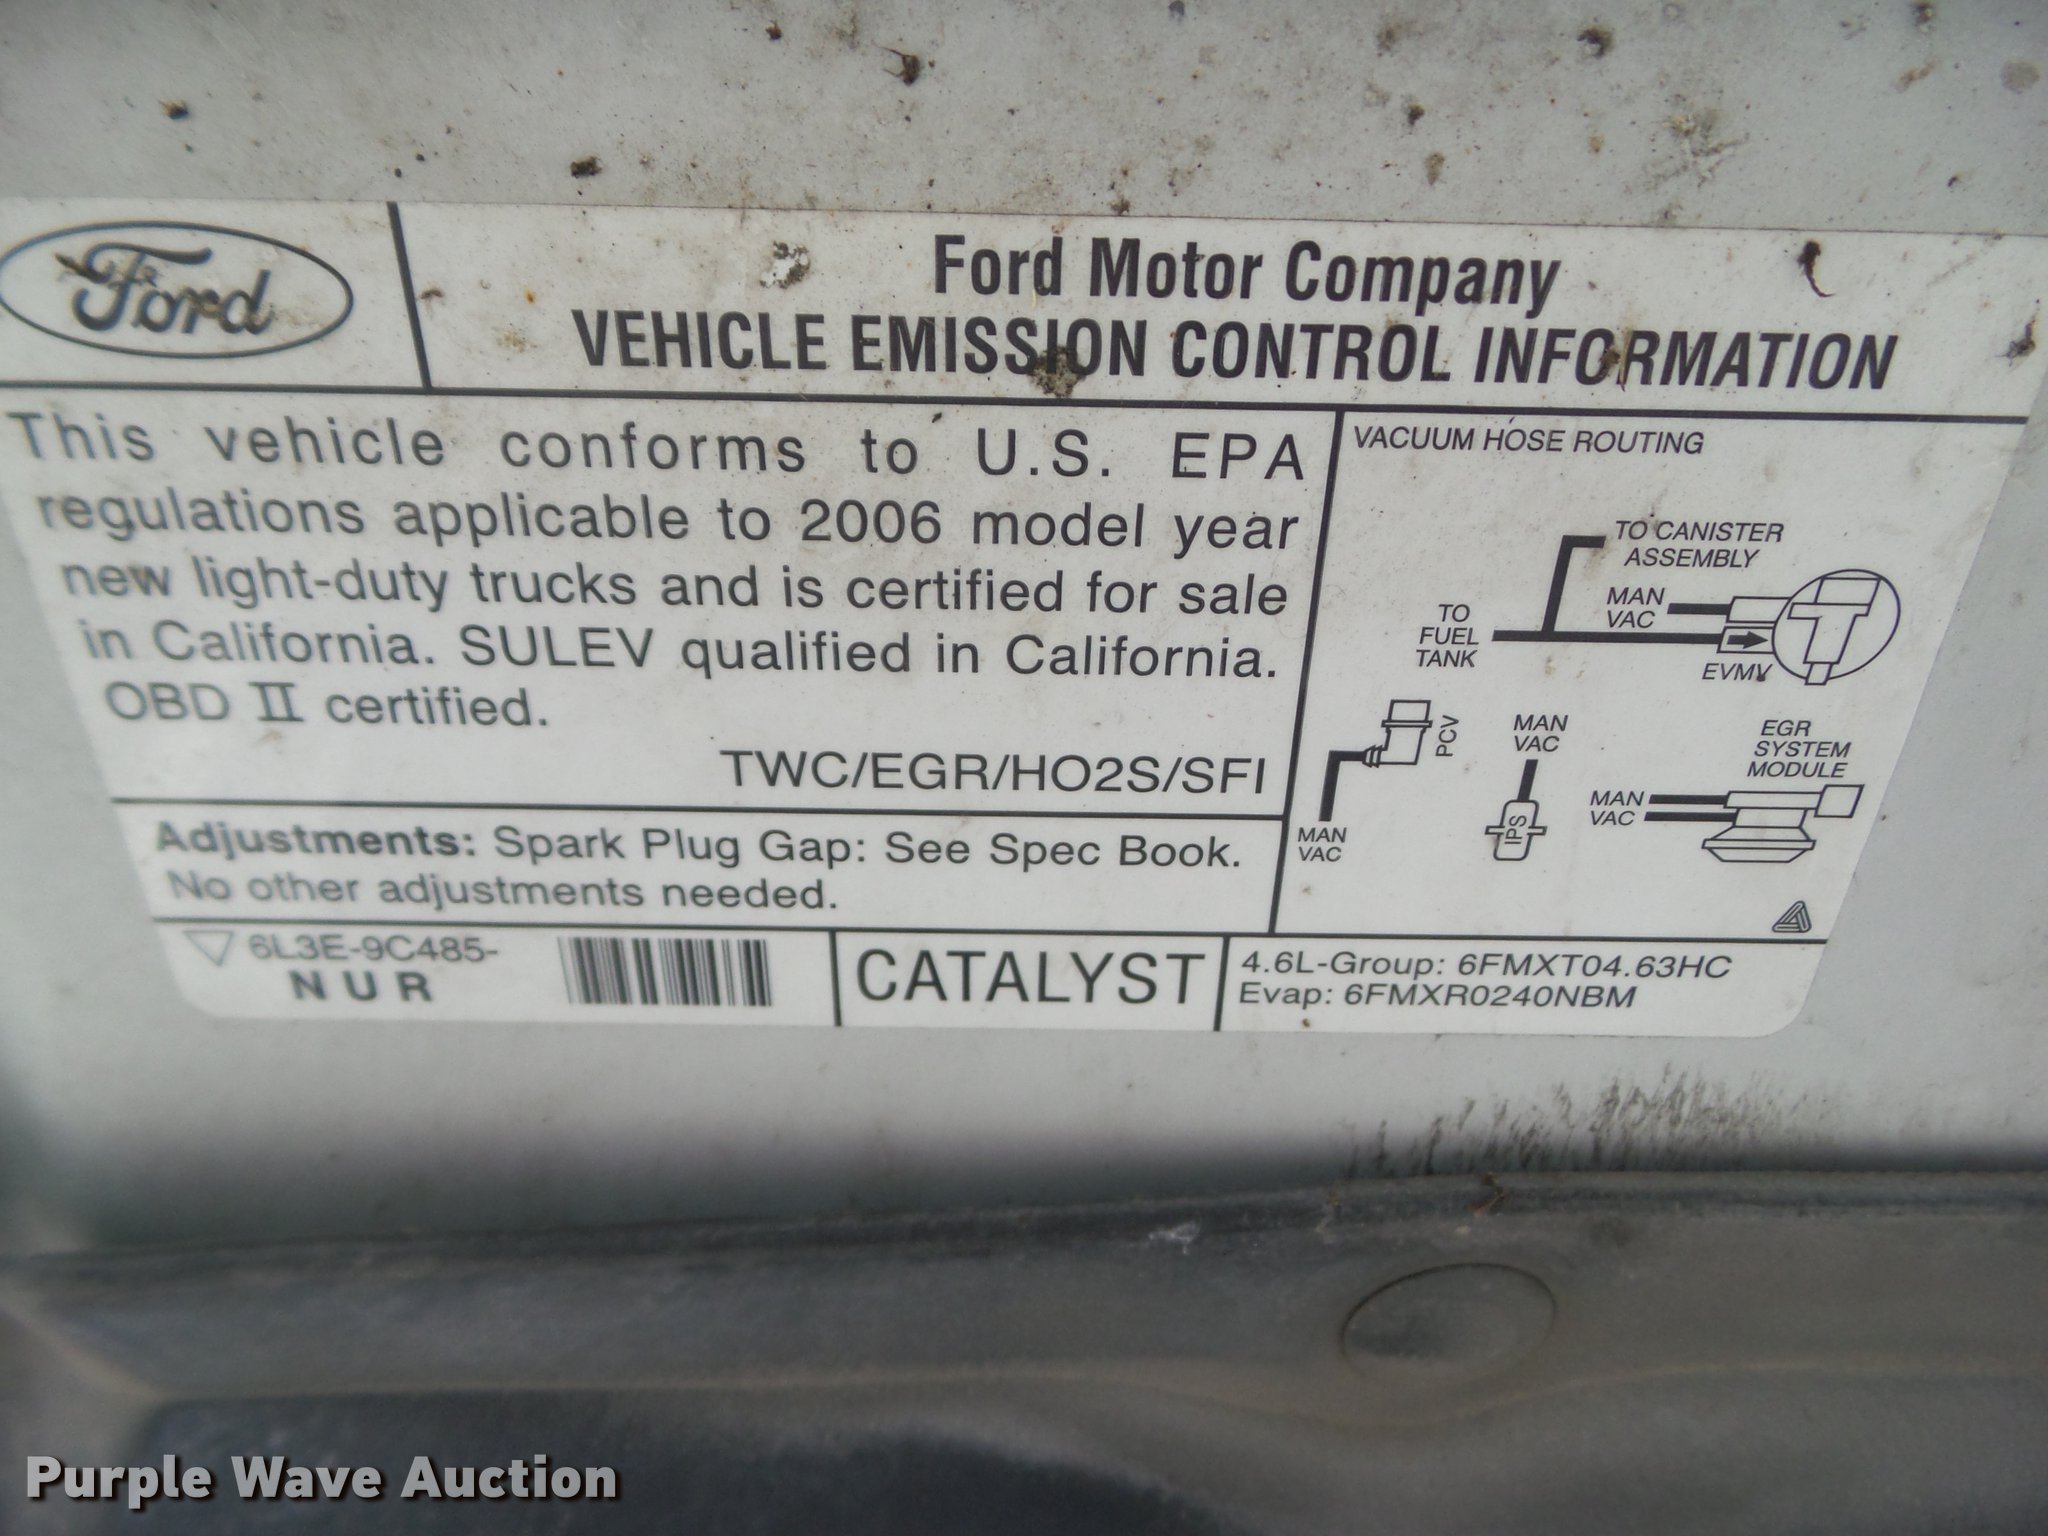 Ford
Ford Motor Company
VEHICLE EMISSION CONTROL INFORMATION
This vehicle conforms to U.S. EPA
regulations applicable to 2006 model year
new light-duty trucks and is certified for sale
in California. SULEV qualified in California.
OBD II certified.
TWC/EGR/HO2S/SFI
Adjustments: Spark Plug Gap: See Spec Book.
No other adjustments needed.
VACUUM HOSE ROUTING
TO CANISTER
ASSEMBLY
MAN
VAC
TO
FUEL
TANK
EVMV
PCV
MAN
VAC
MAN
VAC
IPS
EGR
SYSTEM
MODULE
MAN
VAC
6L3E-9C485-
NUR
CATALYST
4.6L-Group: 6FMXT04.63HC
Evap: 6FMXR0240NBM
Purple Wave Auction